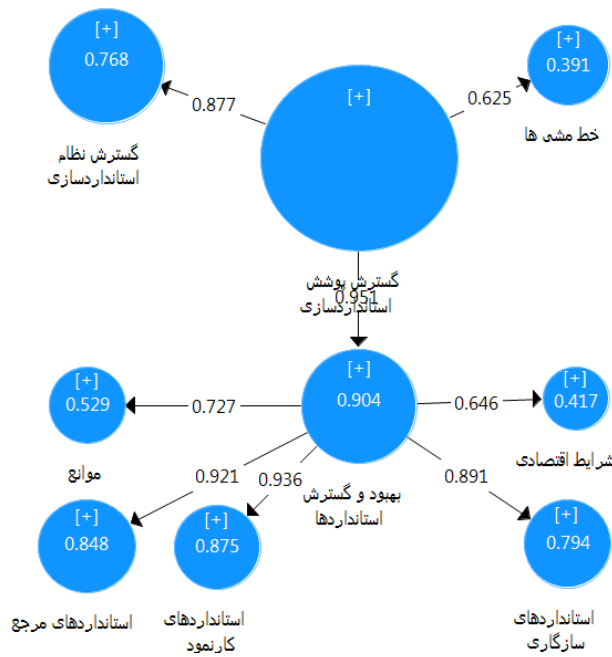 [+]
0.768
[+]
[+]
0.391
0.877
0.625
خط مشی ها
گسترش نظام
استانداردسازی
گسترش پوشش
استانداردسازی
0.951
[+]
0.904
[+]
0.529
[+]
0.417
0.727
0.646
موانع
شرایط اقتصادی
0.921
0.936
0.891
بهبود و گسترش
استانداردها
[+]
0.848
[+]
0.875
[+]
0.794
استانداردهای مرجع
استانداردهای
کارنمود
استانداردهای
سازگاری